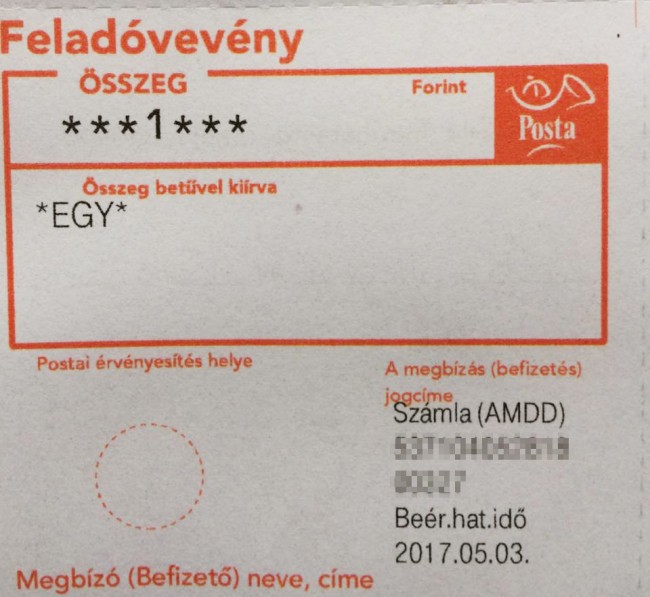 Feladóvevény
ÖSSZEG
Forint
***1***
Posta
Összeg betűvel kiírva
*EGY*
Postai érvényesítés helye
A megbízás (befizetés)
jogcíme
Számla (AMDD)
Beér.hat.idő
2017.05.03.
Megbízó (Befizető) neve, címe